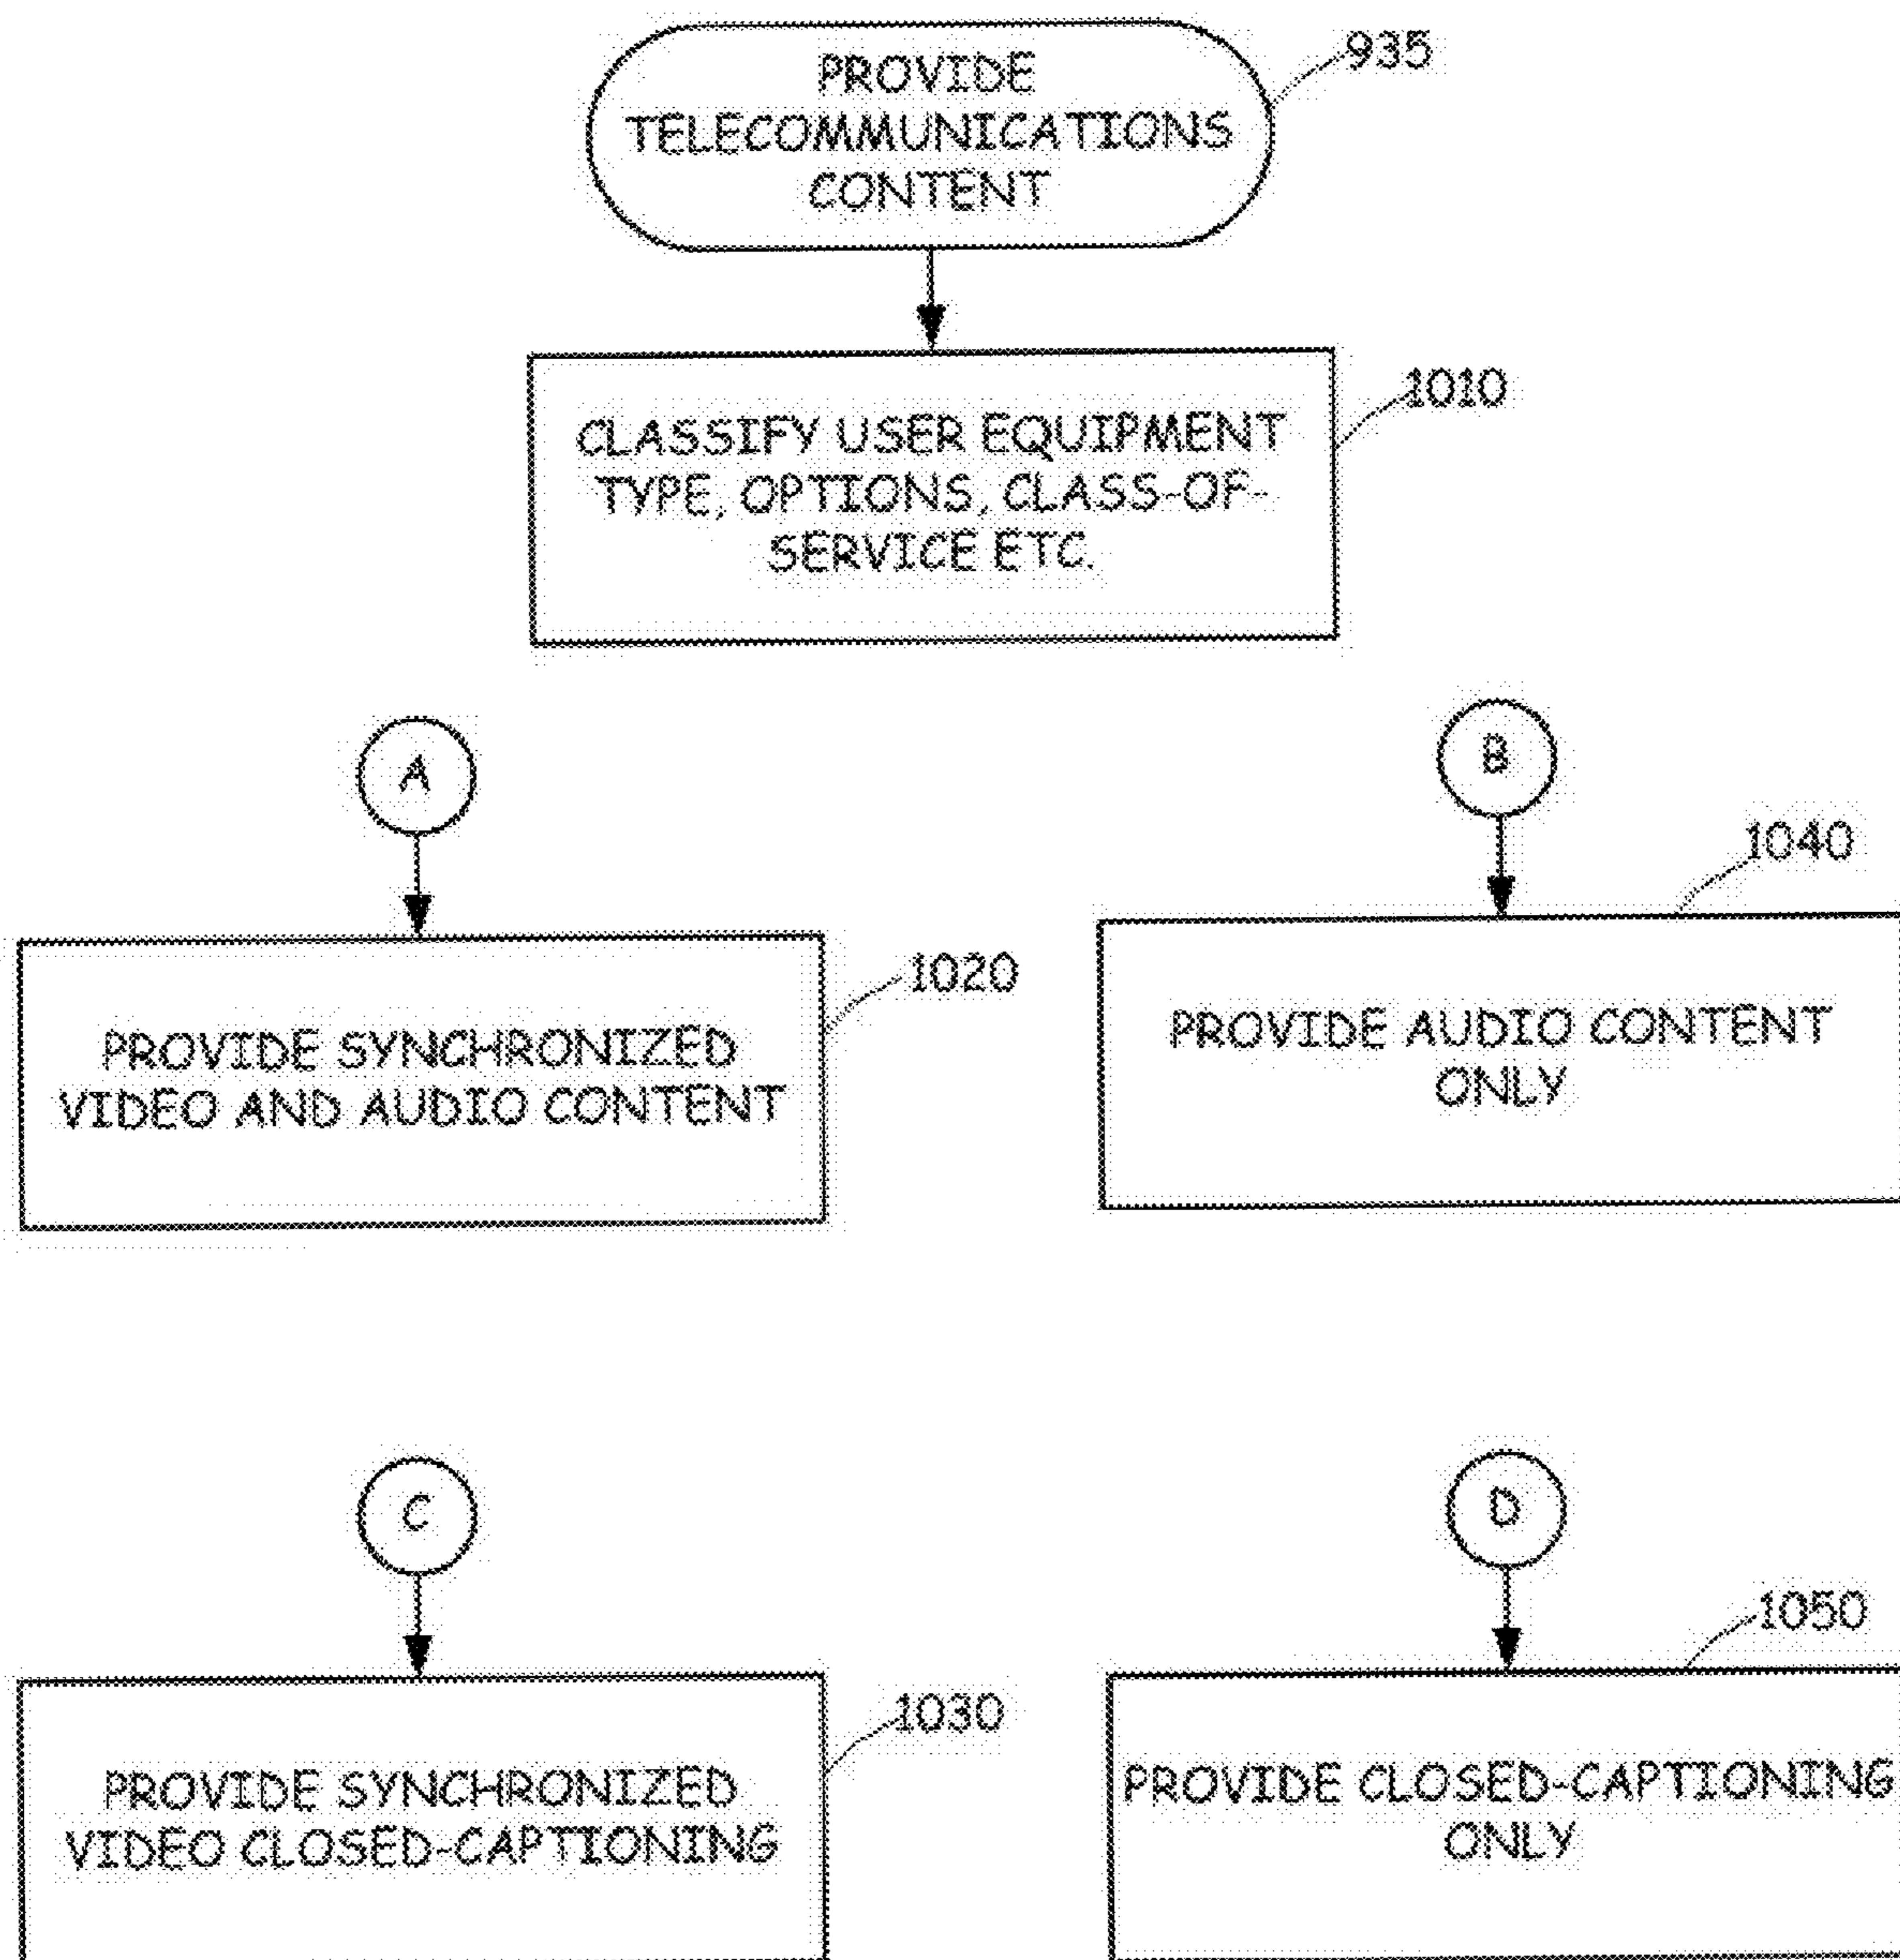 PROVIDE
TELECOMMUNICATIONS
CONTENT
935
CLASSIFY USER EQUIPMENT
TYPE, OPTIONS, CLASS-OF-
SERVICE ETC.
1010
A
B
1020
1040
PROVIDE SYNCHRONIZED
VIDEO AND AUDIO CONTENT
PROVIDE AUDIO CONTENT
ONLY
C
D
1030
1050
PROVIDE SYNCHRONIZED
VIDEO CLOSED-CAPTIONING
PROVIDE CLOSED-CAPTIONING
ONLY